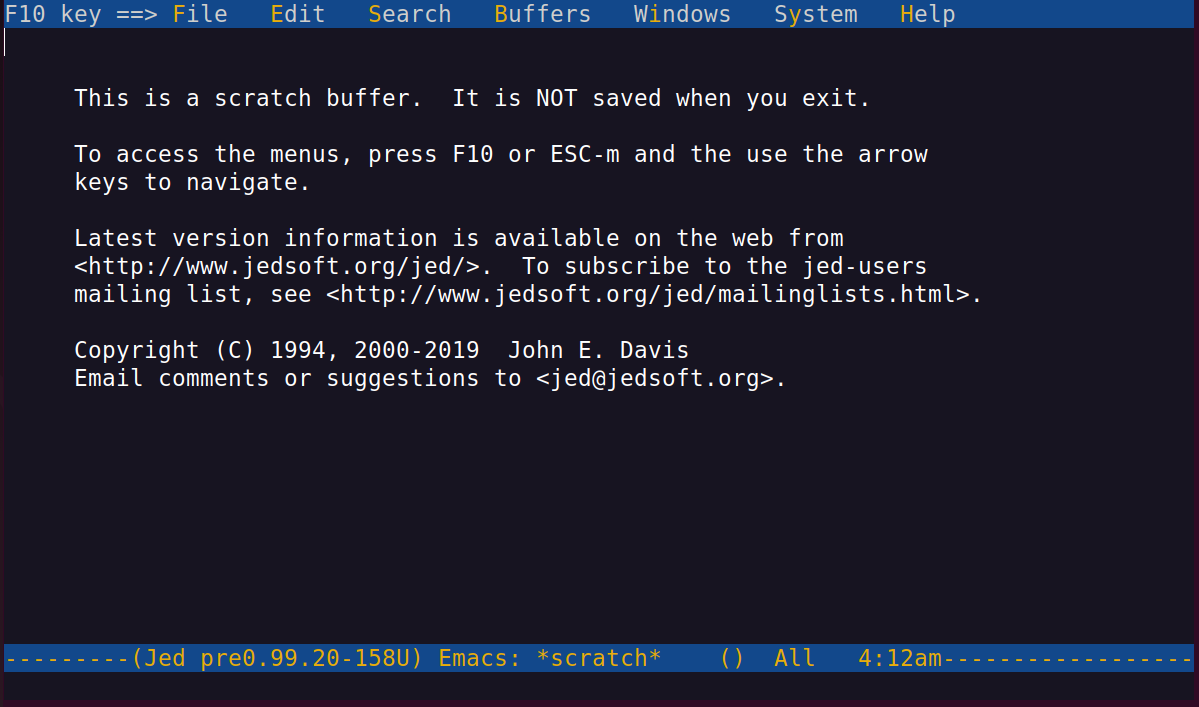 F10 key ==> File   Edit   Search   Buffers   Windows   System   Help
This is a scratch buffer.  It is NOT saved when you exit.
To access the menus, press F10 or ESC-m and the use the arrow
keys to navigate.
Latest version information is available on the web from
<http://www.jedsoft.org/jed/>.  To subscribe to the jed-users
mailing list, see <http://www.jedsoft.org/jed/mailinglists.html>.
Copyright (C) 1994, 2000-2019  John E. Davis
Email comments or suggestions to <jed@jedsoft.org>.
---------(Jed pre0.99.20-158U) Emacs: *scratch*    ()  All   4:12am------------------